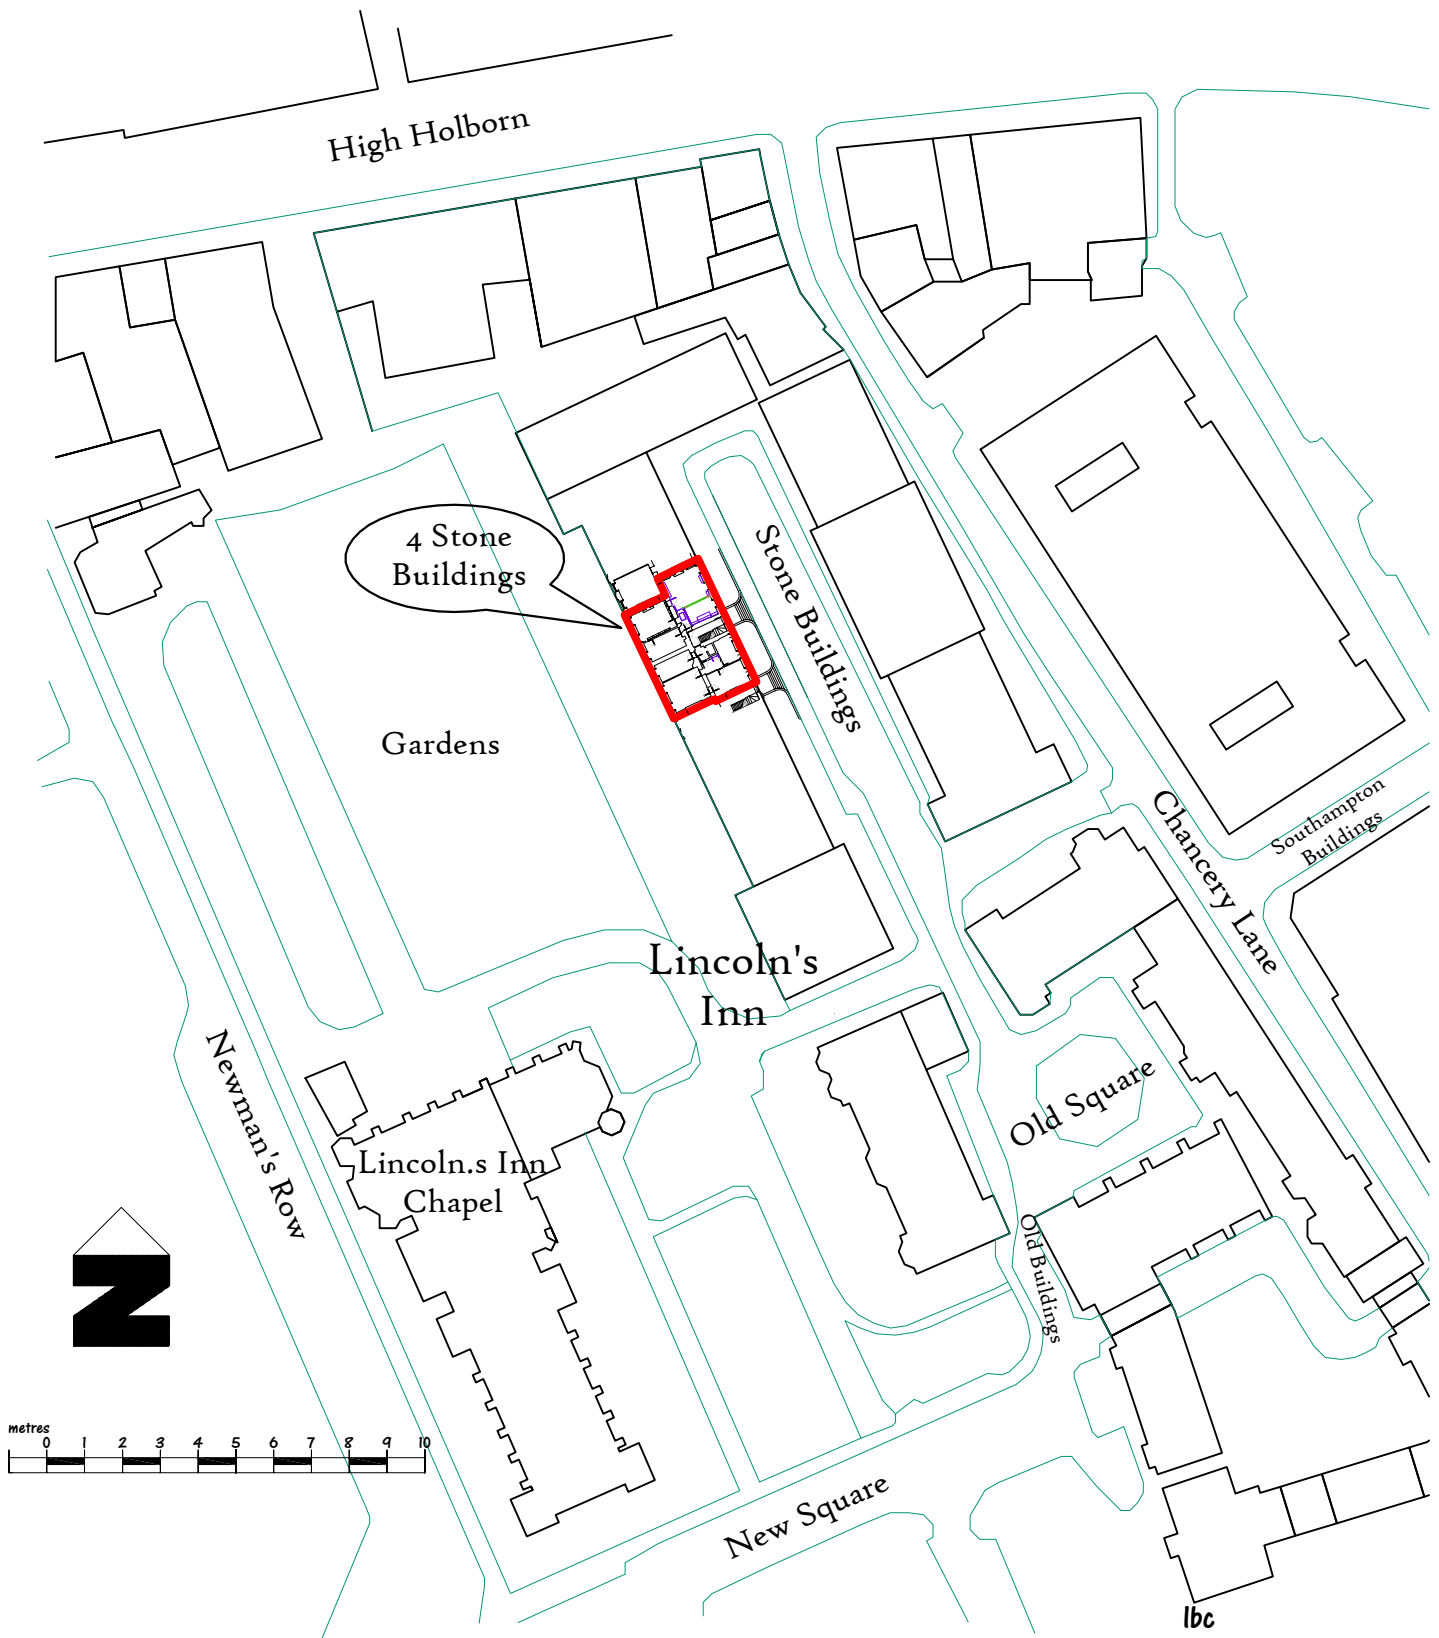 High Holborn
4 Stone
Buildings
Stone Buildings
Gardens
Southampton
Buildings
Chancery Lane
Lincoln's
Inn
Newman's Row
Old Square
Lincoln.s Inn
Chapel
Old Buildings
N
metres
0 1 2 3 4 5 6 7 8 9 10
New Square
lbc